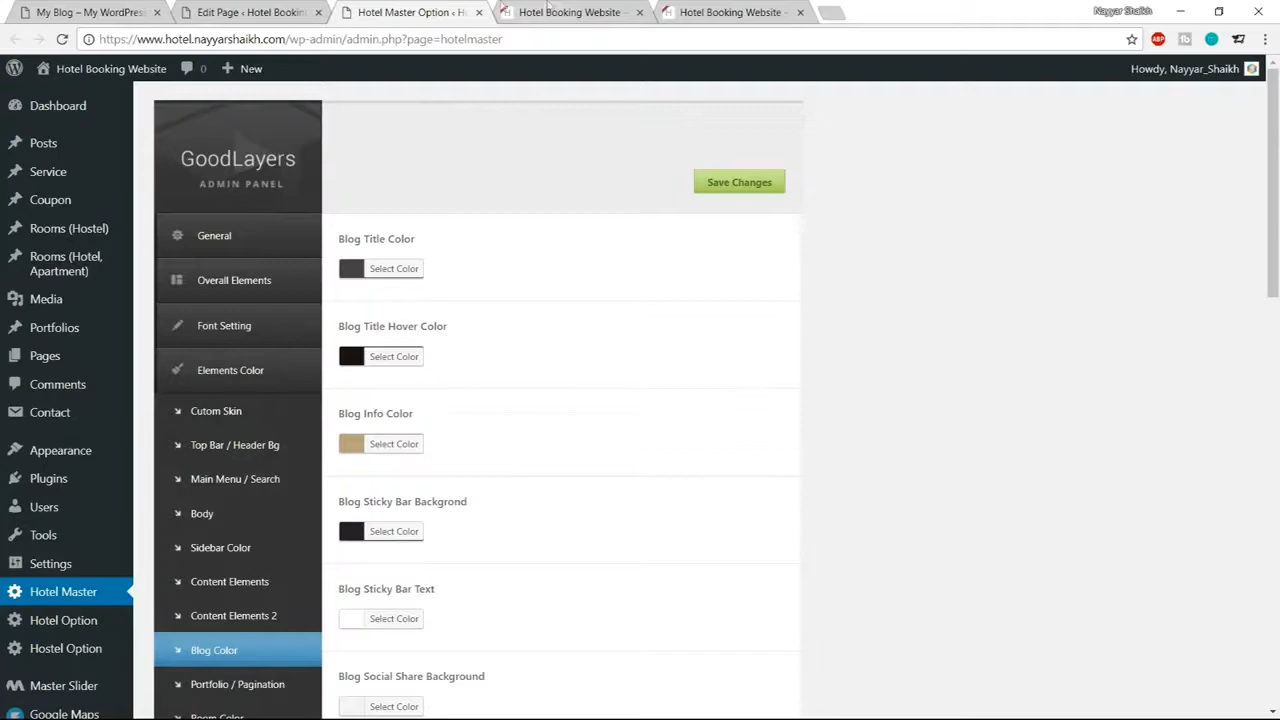 My Blog – My WordPres
Edit Page ‹ Hotel Bookin
Hotel Master Option ‹ H
Hotel Booking Website –
Hotel Booking Website –
Nayyar Shaikh
https://www.hotel.nayyarshaikh.com/wp-admin/admin.php?page=hotelmaster
ABP
Hotel Booking Website
0
New
Howdy, Nayyar_Shaikh
Dashboard
Posts
Service
Coupon
Rooms (Hostel)
Rooms (Hotel,
Apartment)
Media
Portfolios
Pages
Comments
Contact
Appearance
Plugins
Users
Tools
Settings
Hotel Master
Hotel Option
Hostel Option
Master Slider
Google Maps
GoodLayers
ADMIN PANEL
General
Overall Elements
Font Setting
Elements Color
Cutom Skin
Top Bar / Header Bg
Main Menu / Search
Body
Sidebar Color
Content Elements
Content Elements 2
Blog Color
Portfolio / Pagination
Room Color
Save Changes
Blog Title Color
Select Color
Blog Title Hover Color
Select Color
Blog Info Color
Select Color
Blog Sticky Bar Backgrond
Select Color
Blog Sticky Bar Text
Select Color
Blog Social Share Background
Select Color